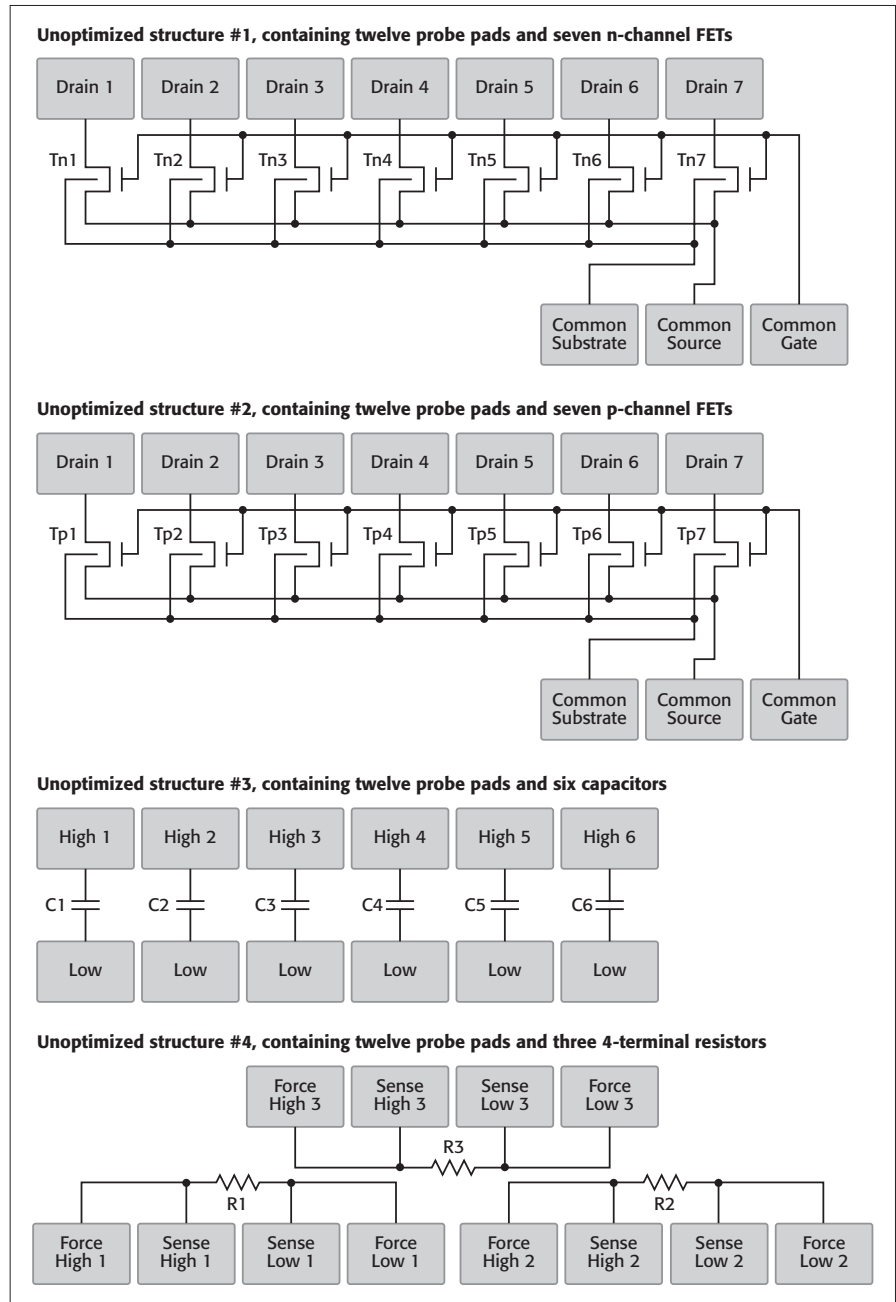 Unoptimized structure #1, containing twelve probe pads and seven n-channel FETs
Drain 1 Drain 2 Drain 3 Drain 4 Drain 5 Drain 6 Drain 7
Tn1 Tn2 Tn3 Tn4 Tn5 Tn6 Tn7
Common Common Common
Substrate Source Gate
Unoptimized structure #2, containing twelve probe pads and seven p-channel FETs
Drain 1 Drain 2 Drain 3 Drain 4 Drain 5 Drain 6 Drain 7
Tp1 Tp2 Tp3 Tp4 Tp5 Tp6 Tp7
Common Common Common
Substrate Source Gate
Unoptimized structure #3, containing twelve probe pads and six capacitors
High 1 High 2 High 3 High 4 High 5 High 6
C1 C2 C3 C4 C5 C6
Low Low Low Low Low Low
Unoptimized structure #4, containing twelve probe pads and three 4-terminal resistors
Force Sense Sense Force
High 3 High 3 Low 3 Low 3
R3
R1 R2
Force Sense Sense Force Force Sense Sense Force
High 1 High 1 Low 1 Low 1 High 2 High 2 Low 2 Low 2